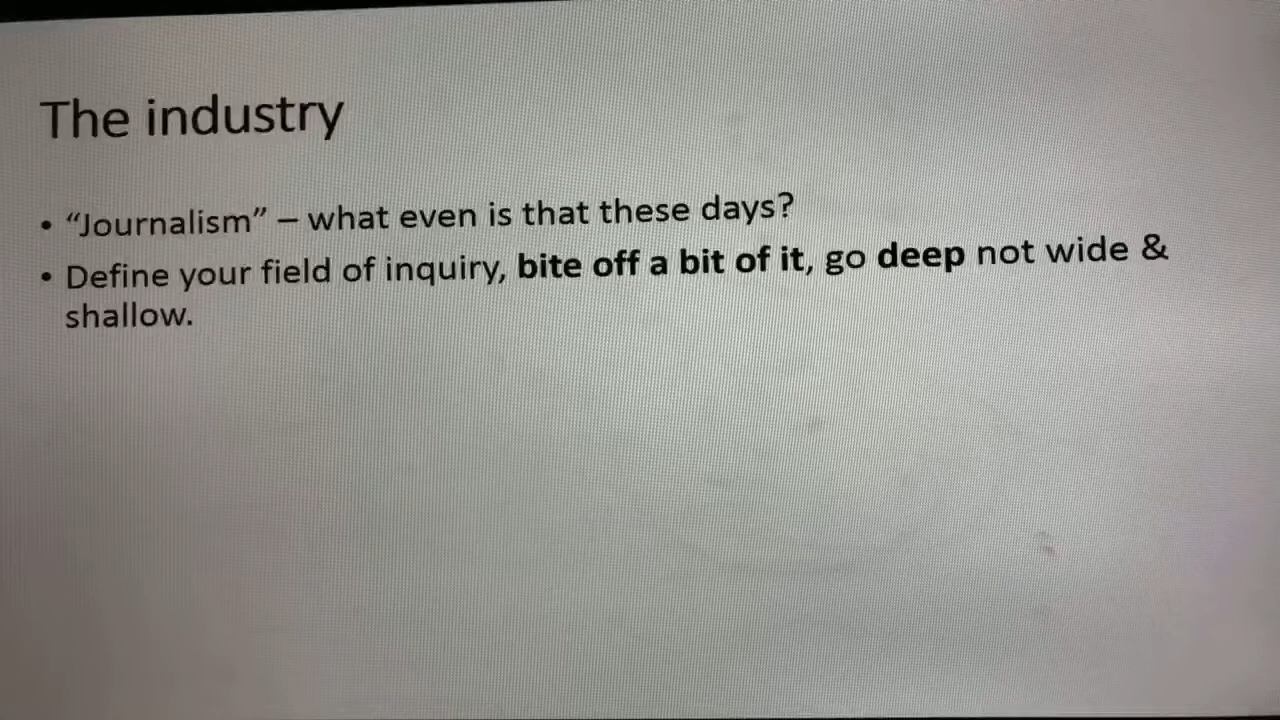 The industry
• “Journalism” – what even is that these days?
• Define your field of inquiry, bite off a bit of it, go deep not wide &
shallow.